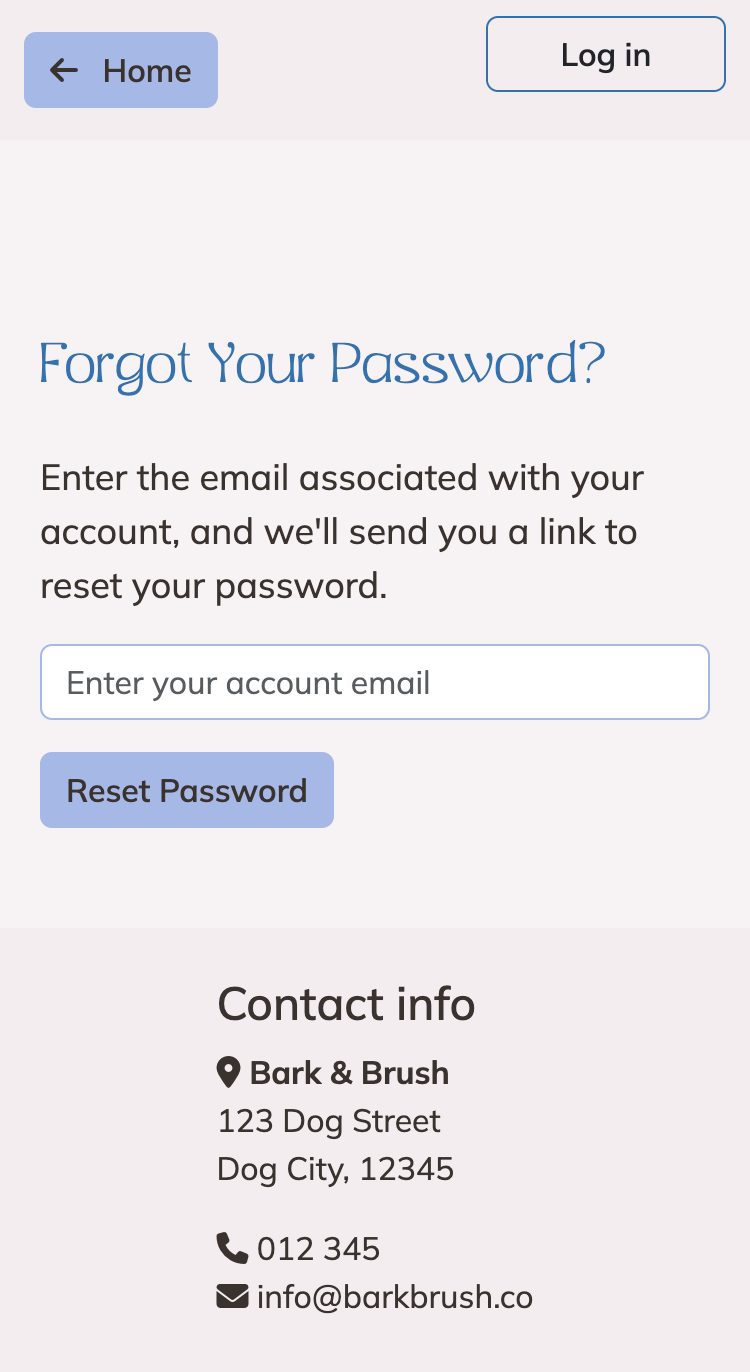 Home
Log in
Forgot Your Password?
Enter the email associated with your
account, and we'll send you a link to
reset your password.
Enter your account email
Reset Password
Contact info
Bark & Brush
123 Dog Street
Dog City, 12345
012 345
info@barkbrush.co